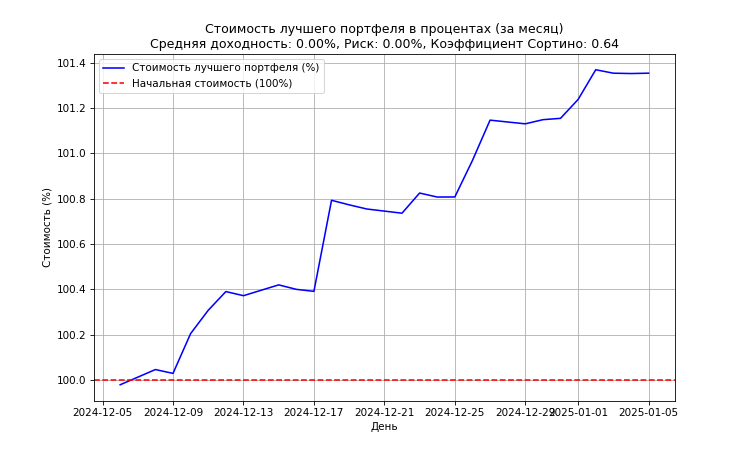 Стоимость лучшего портфеля в процентах (за месяц)
Средняя доходность: 0.00%, Риск: 0.00%, Коэффициент Сортино: 0.64
Стоимость лучшего портфеля (%)
Начальная стоимость (100%)
Стоимость (%)
101.4
101.2
101.0
100.8
100.6
100.4
100.2
100.0
2024-12-05 2024-12-09 2024-12-13 2024-12-17 2024-12-21 2024-12-25 2024-12-29 2025-01-01 2025-01-05
День